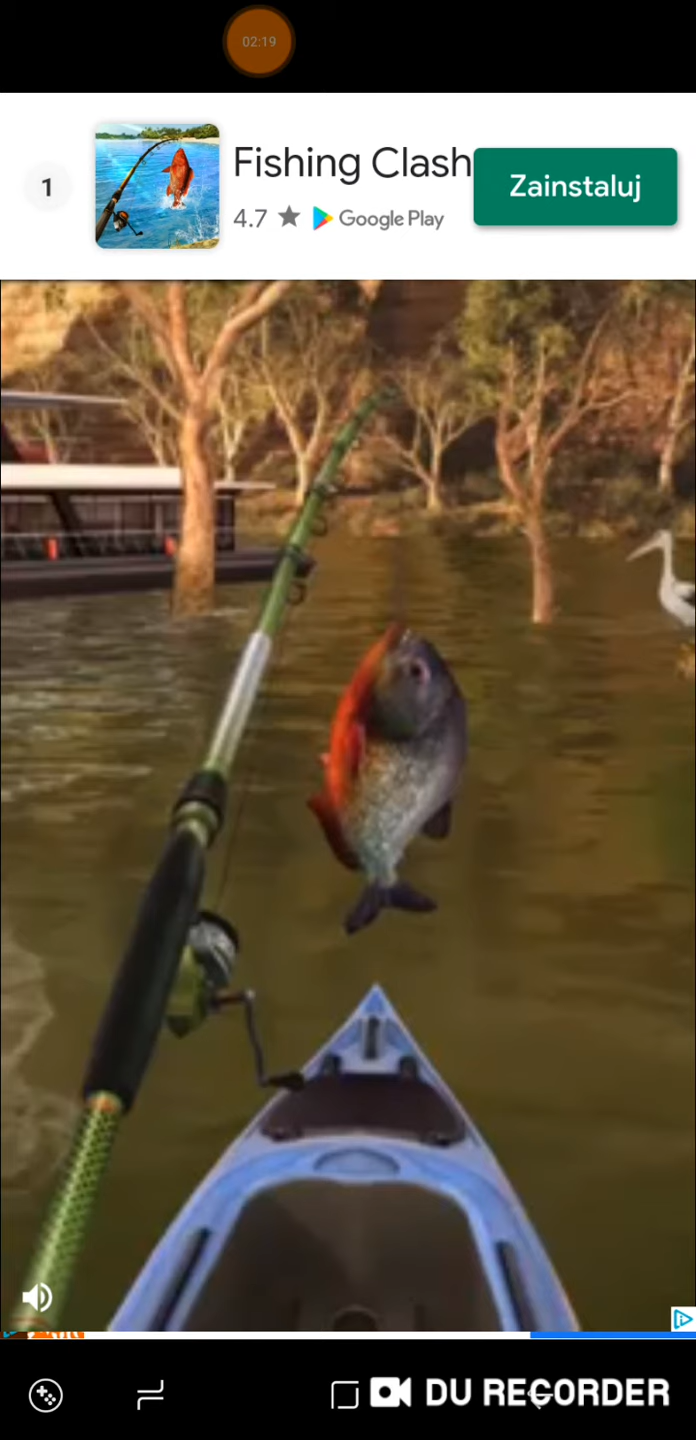 02:19
1
Fishing Clash
Zainstaluj
4.7 ★ Google Play
DU RECORDER